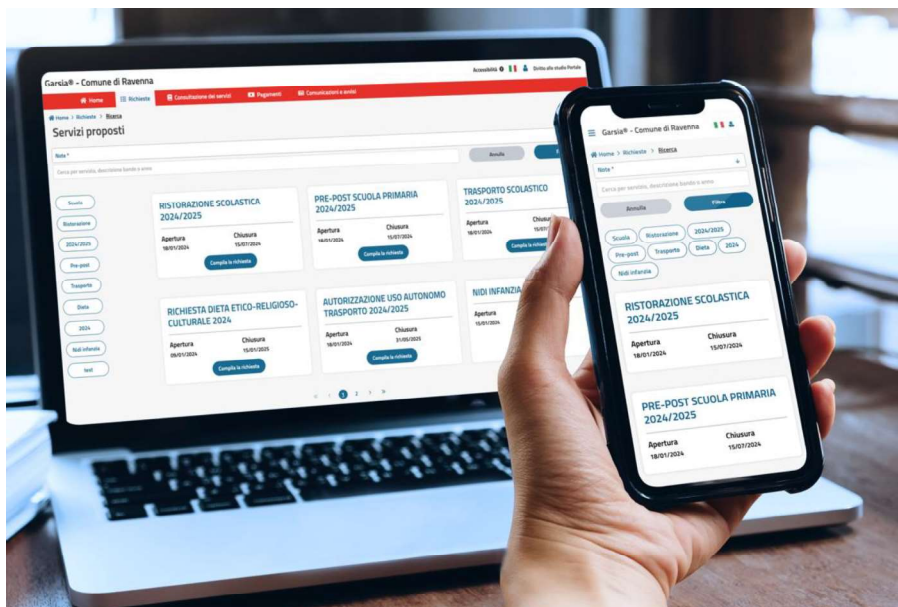 Garsia® - Comune di Ravenna
Accessibilità
Diritto allo studio Portale
Home
Richieste
Consultazione dei servizi
Pagamenti
Comunicazioni e avvisi
Home > Richieste > Ricerca
Servizi proposti
Note *
Cerca per servizio, descrizione bando o anno
Annulla
Scuola
Ristorazione
2024/2025
Pre-post
Trasporto
Dieta
2024
Nidi infanzia
test
RISTORAZIONE SCOLASTICA
2024/2025
Apertura Chiusura
18/01/2024 15/07/2024
Compila la richiesta
PRE-POST SCUOLA PRIMARIA
2024/2025
Apertura Chiusura
18/01/2024 15/07/2024
Compila la richiesta
TRASPORTO SCOLASTICO
2024/2025
Apertura
18/01/2024
RICHIESTA DIETA ETICO-RELIGIOSO-
CULTURALE 2024
Apertura Chiusura
09/01/2024 15/01/2025
Compila la richiesta
AUTORIZZAZIONE USO AUTONOMO
TRASPORTO 2024/2025
Apertura Chiusura
18/01/2024 31/05/2025
Compila la richiesta
NIDI INFANZIA
Apertura
15/01/2024
« ‹ 1 2 › »
Garsia® - Comune di Ravenna
Home > Richieste > Ricerca
Note *
Cerca per servizio, descrizione bando o anno
Annulla Filtra
Scuola Ristorazione 2024/2025
Pre-post Trasporto Dieta 2024
Nidi infanzia
RISTORAZIONE SCOLASTICA
2024/2025
Apertura Chiusura
18/01/2024 15/07/2024
PRE-POST SCUOLA PRIMARIA
2024/2025
Apertura Chiusura
18/01/2024 15/07/2024